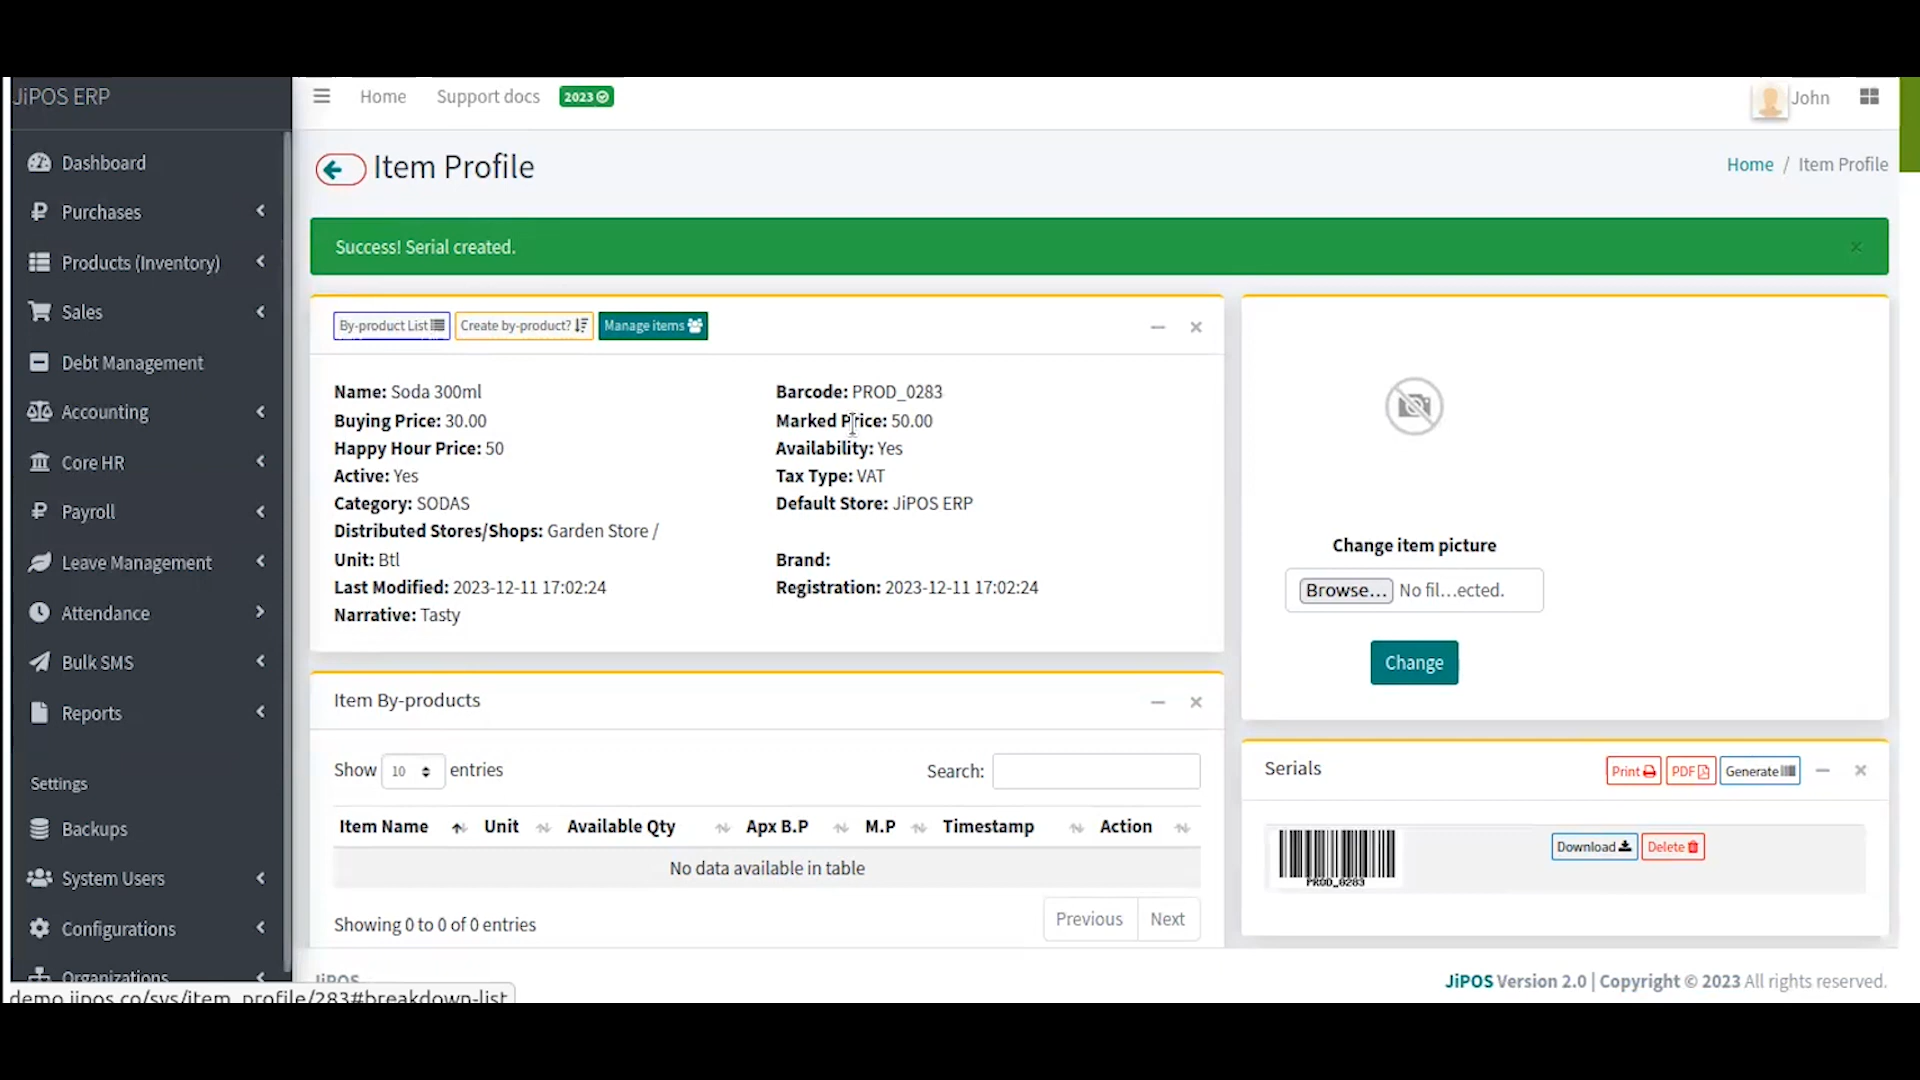 JiPOS ERP
Home Support docs 2023
John
Item Profile
Home / Item Profile
Dashboard
Purchases
Products (Inventory)
Sales
Debt Management
Accounting
Core HR
Payroll
Leave Management
Attendance
Bulk SMS
Reports
Settings
Backups
System Users
Configurations
Organizations
Success! Serial created.
By-product List Create by-product? Manage items
Name: Soda 300ml Barcode: PROD_0283
Buying Price: 30.00 Marked Price: 50.00
Happy Hour Price: 50 Availability: Yes
Active: Yes Tax Type: VAT
Category: SODAS Default Store: JiPOS ERP
Distributed Stores/Shops: Garden Store /
Unit: Btl Brand:
Last Modified: 2023-12-11 17:02:24 Registration: 2023-12-11 17:02:24
Narrative: Tasty
Change item picture
Browse... No fil...ected.
Change
Item By-products
Show 10 entries Search:
Item Name Unit Available Qty Apx B.P M.P Timestamp Action
No data available in table
Showing 0 to 0 of 0 entries
Previous Next
Serials Print PDF Generate
PROD_0283
Download Delete
JiPOS
JiPOS Version 2.0 | Copyright © 2023 All rights reserved.
demo.jipos.co/sys/item_profile/283#breakdown-list